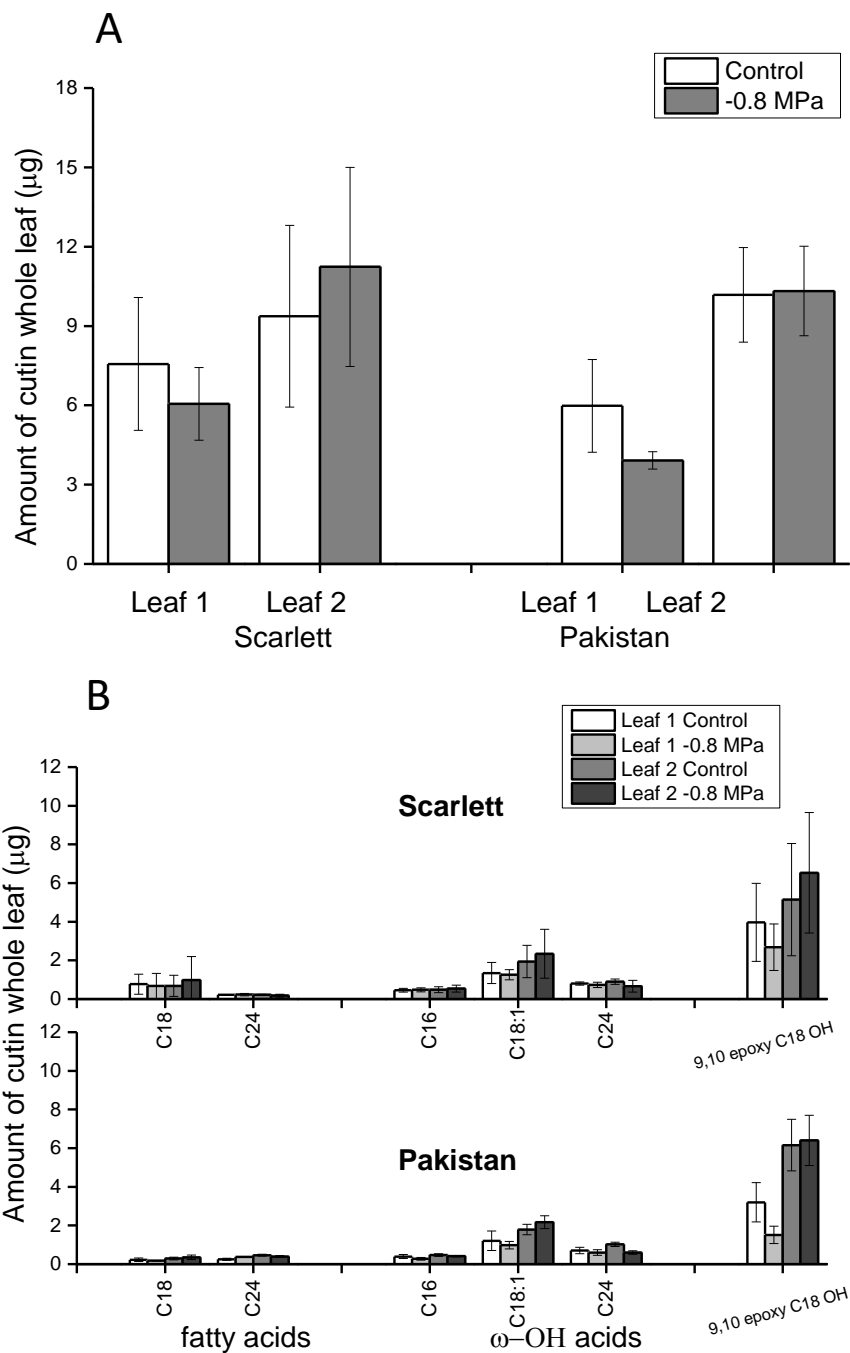 A
Control
-0.8 MPa
18
15
12
9
6
3
0
Amount of cutin whole leaf (μg)
Leaf 1 Leaf 2 Leaf 1 Leaf 2
Scarlett Pakistan
B
Leaf 1 Control
Leaf 1 -0.8 MPa
Leaf 2 Control
Leaf 2 -0.8 MPa
Amount of cutin whole leaf (μg)
12
10
8
6
4
2
0
Scarlett
C18 C24 C16 C18:1 C24 9,10 epoxy C18 OH
12
10
8
6
4
2
0
Pakistan
C18 C24 C16 C18:1 C24 9,10 epoxy C18 OH
fatty acids ω–OH acids